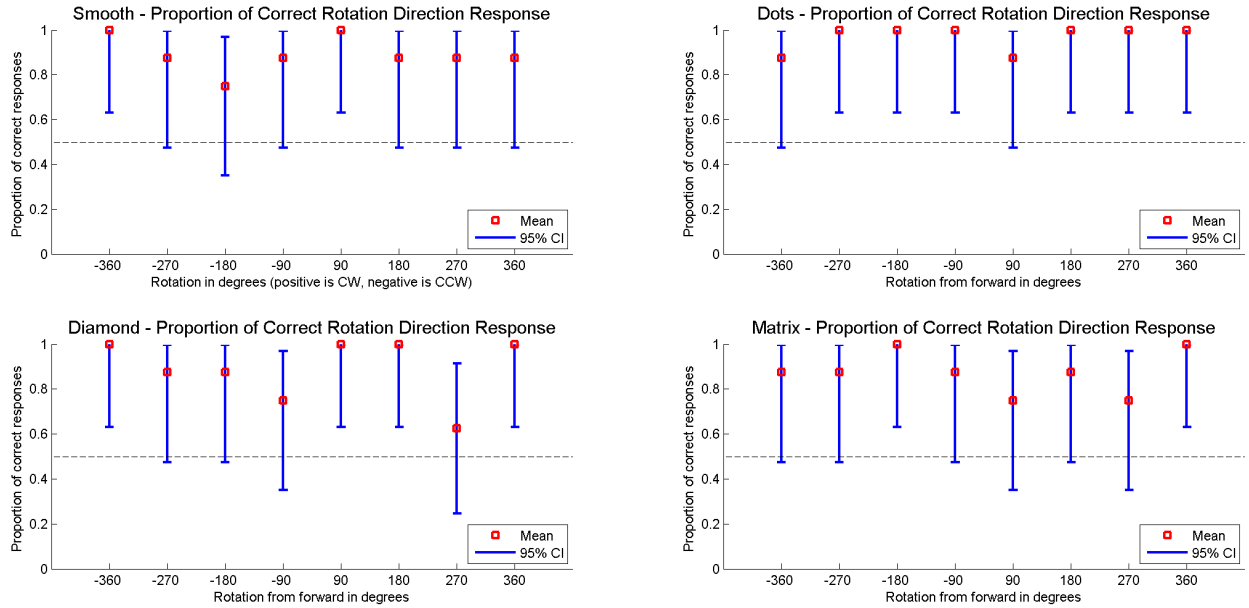 Smooth - Proportion of Correct Rotation Direction Response
Proportion of correct responses
1
0.8
0.6
0.4
0.2
0
-360 -270 -180 -90 90 180 270 360
Rotation in degrees (positive is CW, negative is CCW)
Mean
95% CI
Dots - Proportion of Correct Rotation Direction Response
Proportion of correct responses
1
0.8
0.6
0.4
0.2
0
-360 -270 -180 -90 90 180 270 360
Rotation from forward in degrees
Mean
95% CI
Diamond - Proportion of Correct Rotation Direction Response
Proportion of correct responses
1
0.8
0.6
0.4
0.2
0
-360 -270 -180 -90 90 180 270 360
Rotation from forward in degrees
Mean
95% CI
Matrix - Proportion of Correct Rotation Direction Response
Proportion of correct responses
1
0.8
0.6
0.4
0.2
0
-360 -270 -180 -90 90 180 270 360
Rotation from forward in degrees
Mean
95% CI